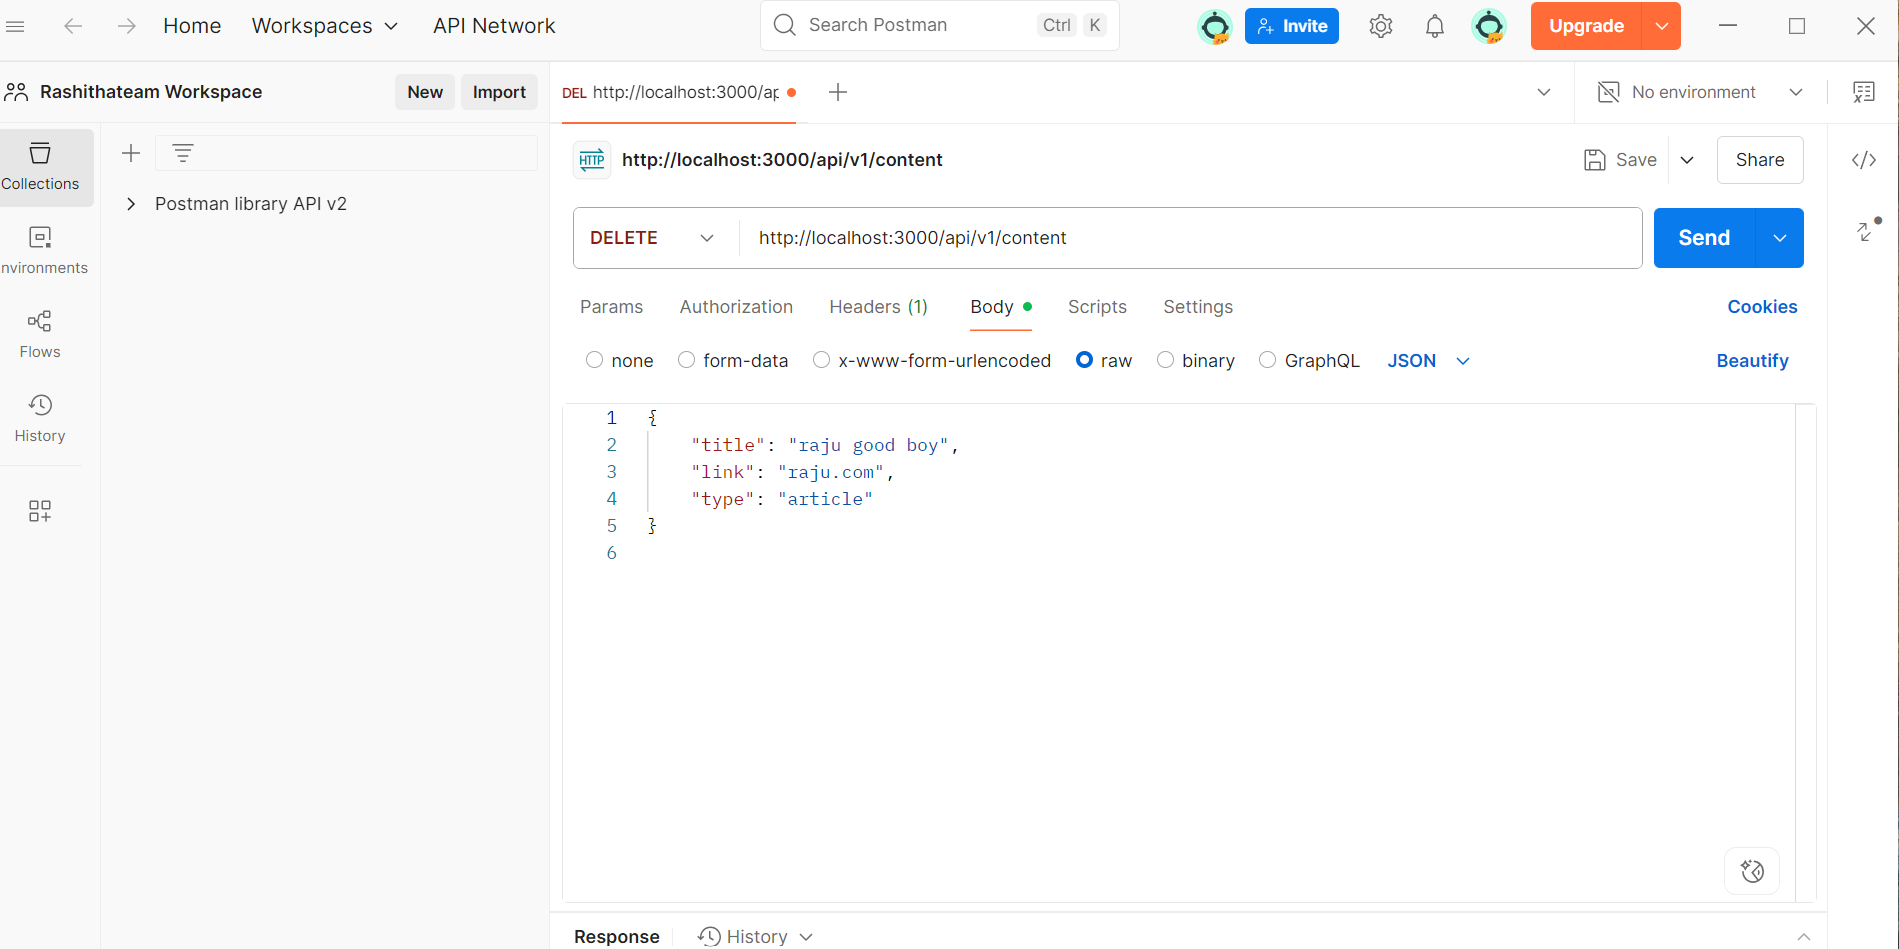 Home Workspaces API Network Search Postman Ctrl K Invite Upgrade
Rashithateam Workspace New Import
DEL http://localhost:3000/ap No environment
Collections
nvironments
Flows
History
Postman library API v2
HTTP http://localhost:3000/api/v1/content Save Share
DELETE http://localhost:3000/api/v1/content Send
Params Authorization Headers (1) Body Scripts Settings Cookies
none form-data x-www-form-urlencoded raw binary GraphQL JSON Beautify
1 {
2 "title": "raju good boy",
3 "link": "raju.com",
4 "type": "article"
5 }
6
Response History